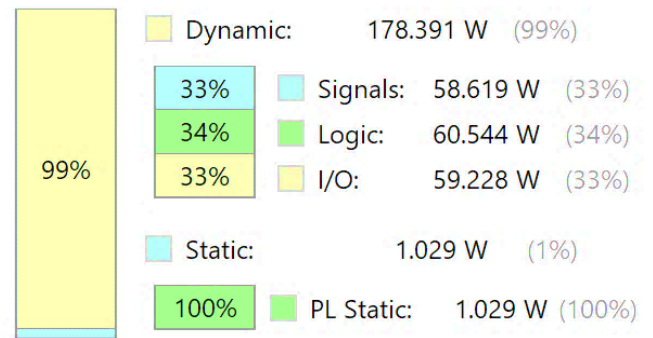 Dynamic: 178.391 W (99%)
33% Signals: 58.619 W (33%)
34% Logic: 60.544 W (34%)
99%
33% I/O: 59.228 W (33%)
Static: 1.029 W (1%)
100% PL Static: 1.029 W (100%)